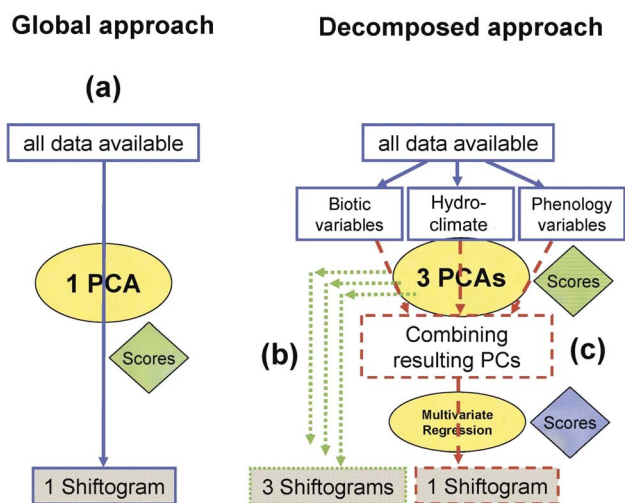 Global approach
(a)
all data available
1 PCA
Scores
1 Shiftogram
Decomposed approach
all data available
Biotic
variables
Hydro-
climate
Phenology
variables
3 PCAs
Scores
(b)
Combining
resulting PCs
(c)
Multivariate
Regression
Scores
3 Shiftograms
1 Shiftogram